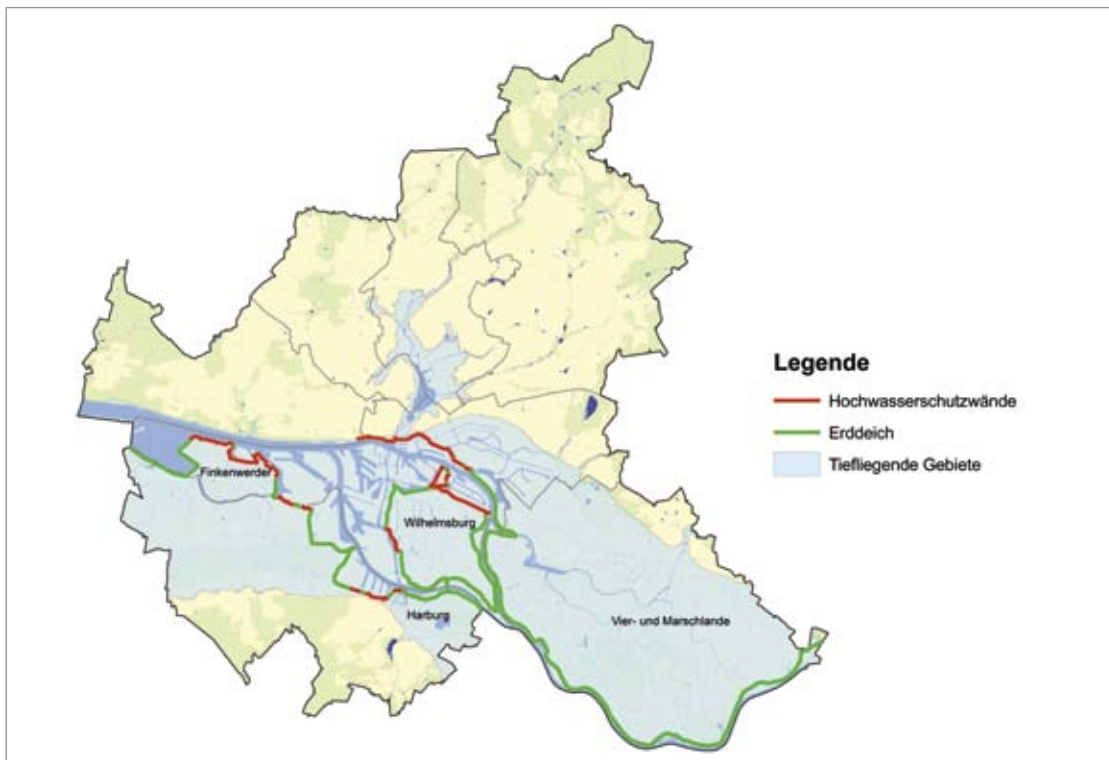 Legende
Hochwasserschutzwände
Erddeich
Tiefliegende Gebiete
Finkenwerder
Wilhelmsburg
Harburg
Vier- und Marschlande